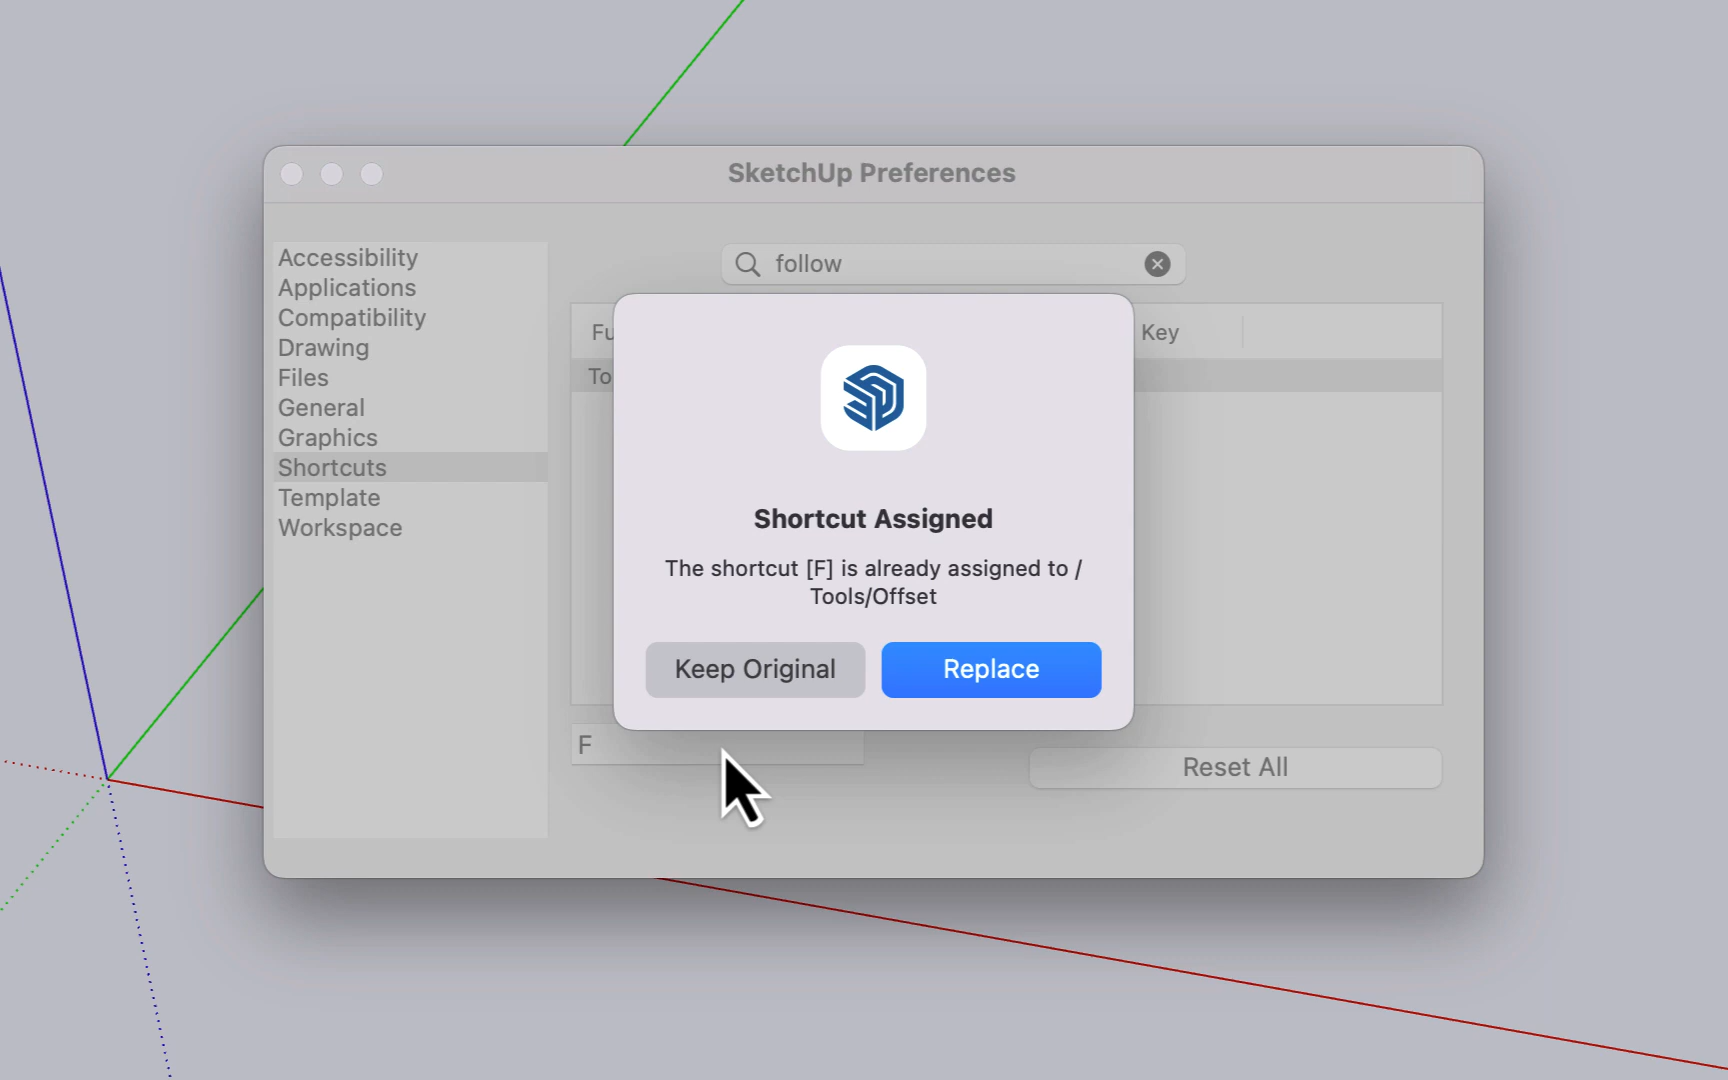 SketchUp Preferences
Accessibility
Applications
Compatibility
Drawing
Files
General
Graphics
Shortcuts
Template
Workspace
follow
Fu
Key
To
Shortcut Assigned
The shortcut [F] is already assigned to /
Tools/Offset
Keep Original
Replace
F
Reset All